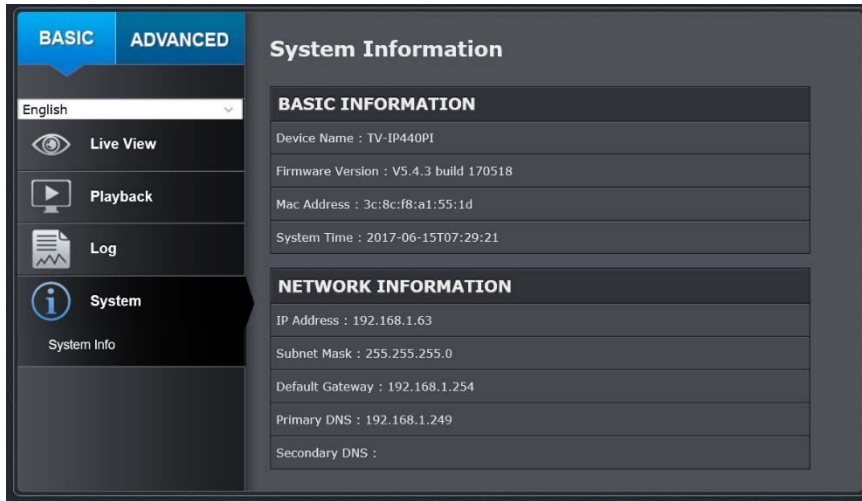 BASIC
ADVANCED
English
Live View
Playback
Log
System
System Info
System Information
BASIC INFORMATION
Device Name : TV-IP440PI
Firmware Version : V5.4.3 build 170518
Mac Address : 3c:8c:f8:a1:55:1d
System Time : 2017-06-15T07:29:21
NETWORK INFORMATION
IP Address : 192.168.1.63
Subnet Mask : 255.255.255.0
Default Gateway : 192.168.1.254
Primary DNS : 192.168.1.249
Secondary DNS :